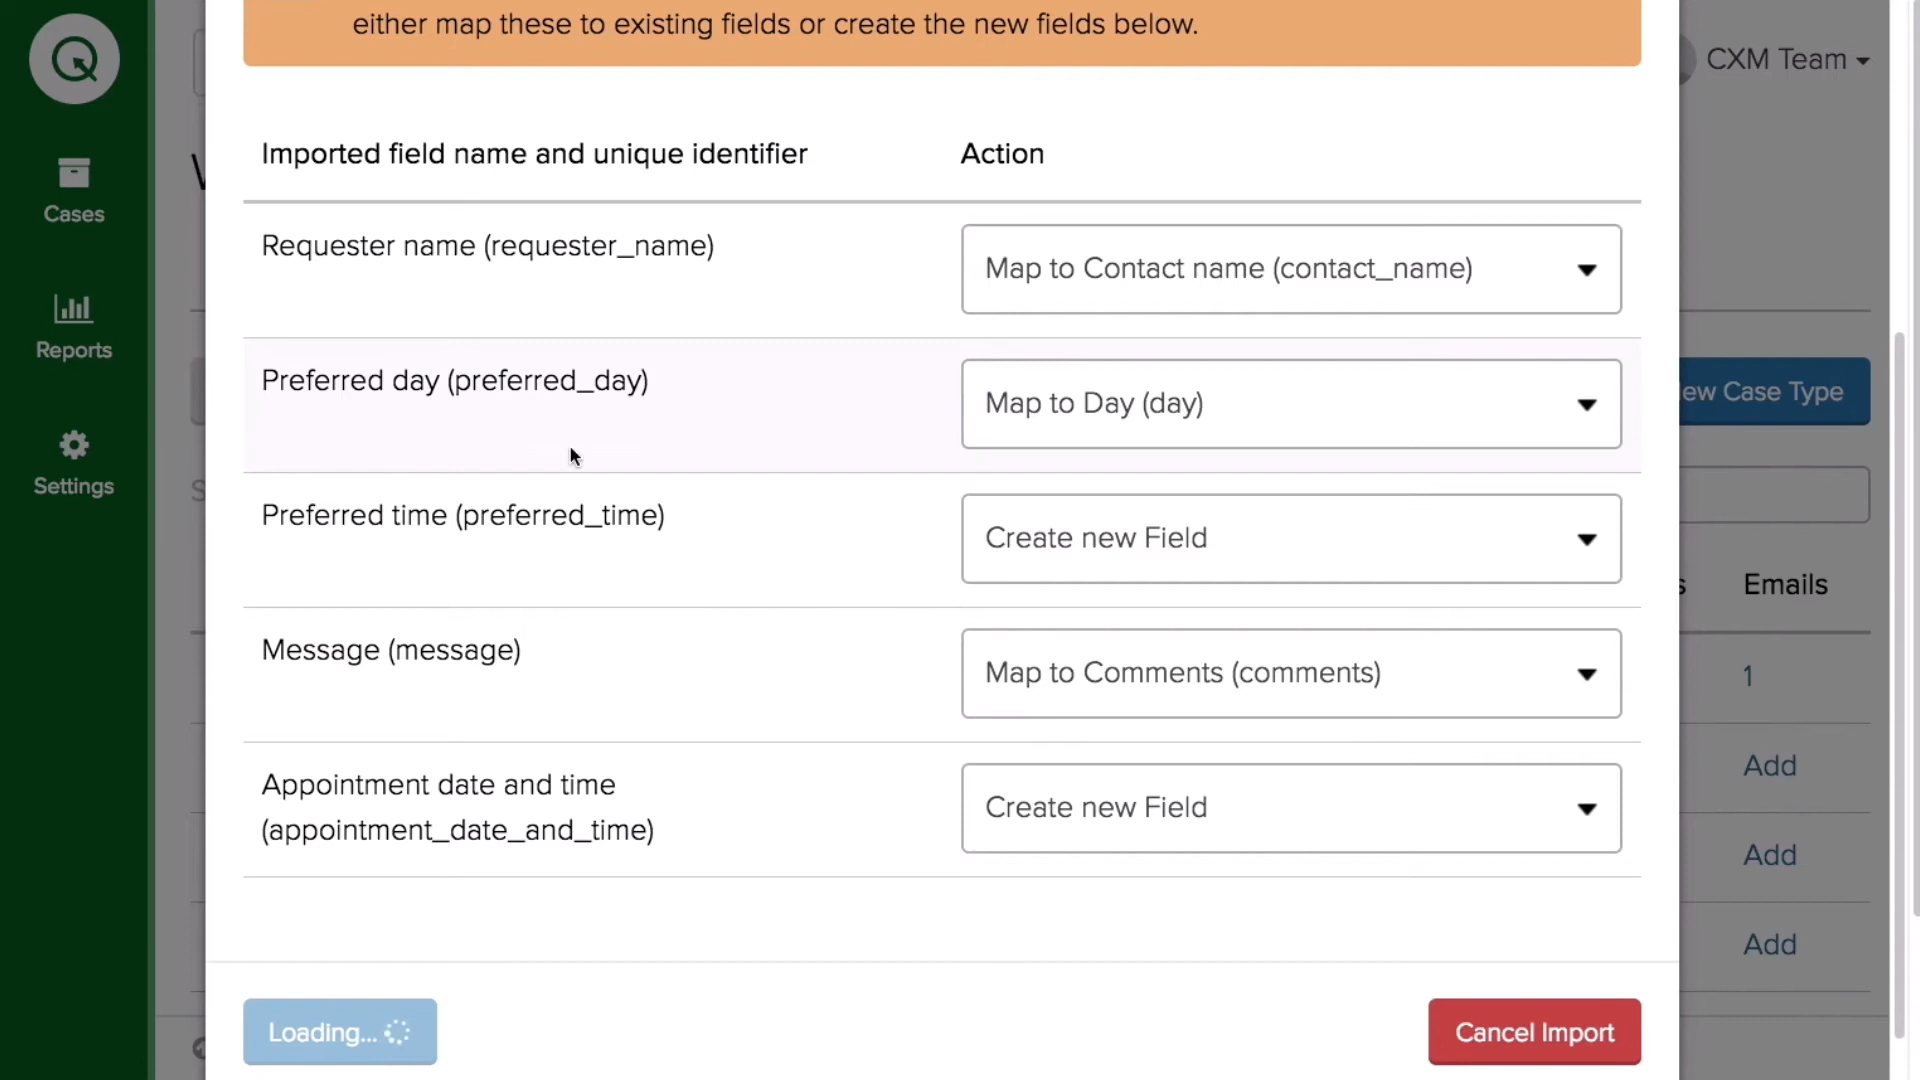 either map these to existing fields or create the new fields below.
CXM Team
Imported field name and unique identifier
Action
Cases
Requester name (requester_name)
Map to Contact name (contact_name)
Reports
Preferred day (preferred_day)
Map to Day (day)
ew Case Type
Settings
Preferred time (preferred_time)
Create new Field
Emails
Message (message)
Map to Comments (comments)
1
Appointment date and time
(appointment_date_and_time)
Create new Field
Add
Add
Add
Loading...
Cancel Import